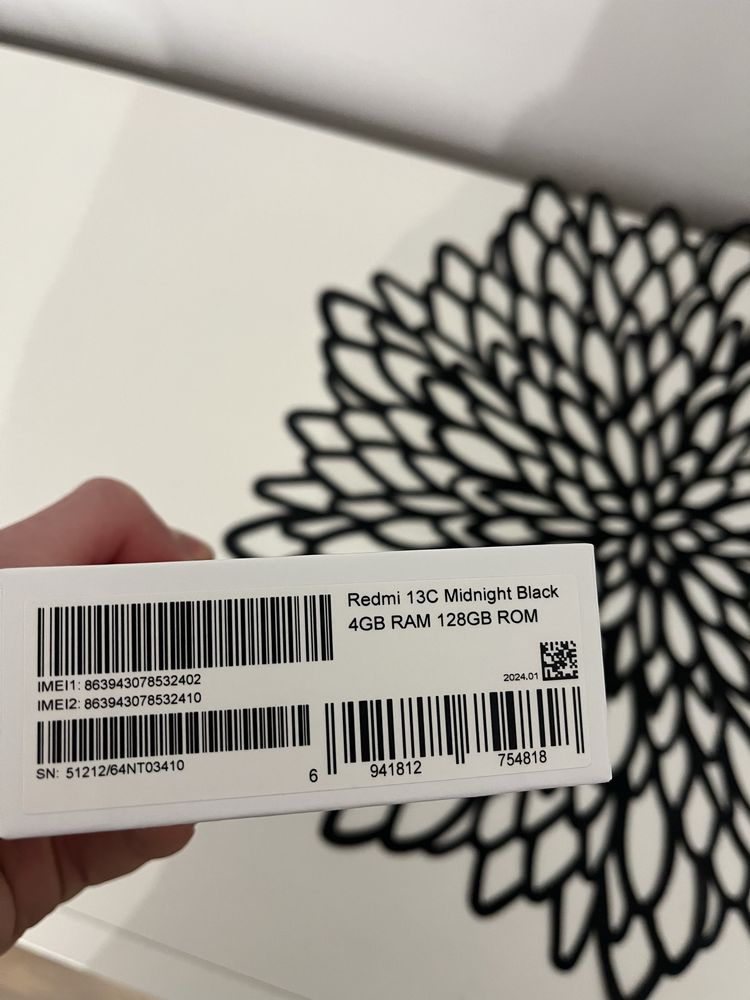 Redmi 13C Midnight Black
4GB RAM 128GB ROM
IMEI1: 863943078532402
IMEI2: 863943078532410
2024.01
SN: 51212/64NT03410
6 941812 754818